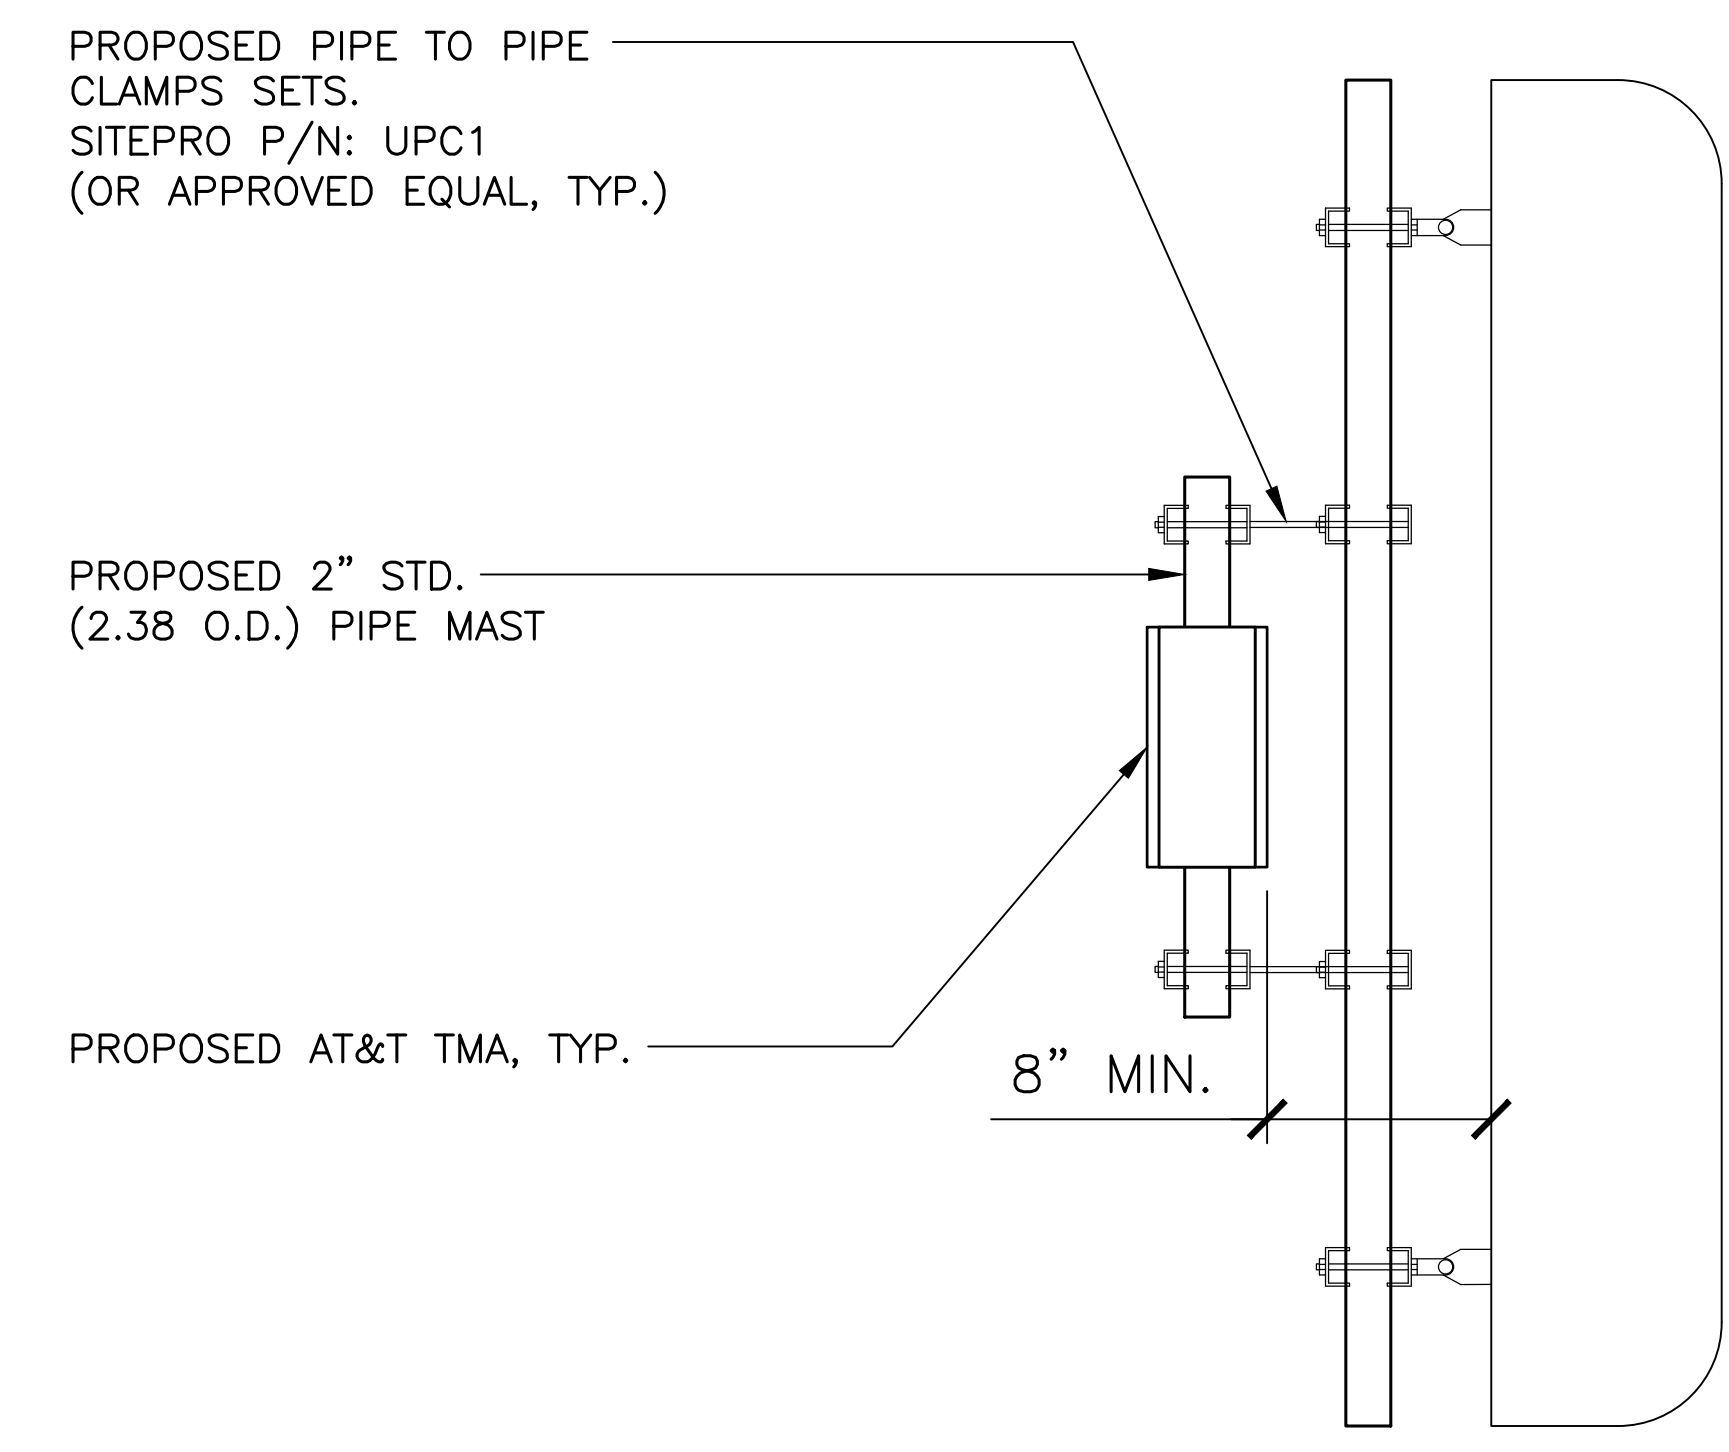 PROPOSED PIPE TO PIPE
CLAMPS SETS.
SITEPRO P/N: UPC1
(OR APPROVED EQUAL, TYP.)
PROPOSED 2” STD.
(2.38 O.D.) PIPE MAST
PROPOSED AT&T TMA, TYP.
8” MIN.